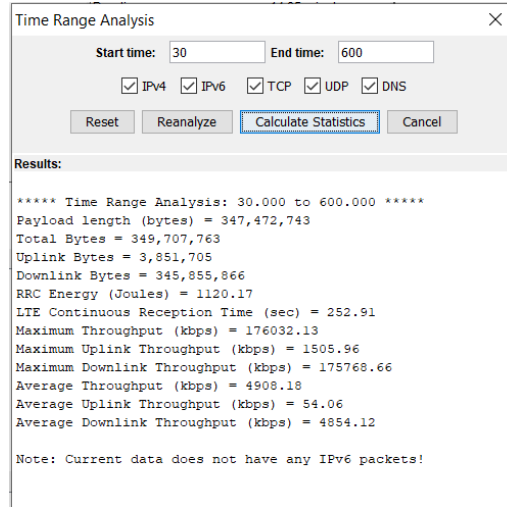 Time Range Analysis
Start time: 30 End time: 600
IPv4 IPv6 TCP UDP DNS
Reset Reanalyze Calculate Statistics Cancel
Results:
***** Time Range Analysis: 30.000 to 600.000 *****
Payload length (bytes) = 347,472,743
Total Bytes = 349,707,763
Uplink Bytes = 3,851,705
Downlink Bytes = 345,855,866
RRC Energy (Joules) = 1120.17
LTE Continuous Reception Time (sec) = 252.91
Maximum Throughput (kbps) = 176032.13
Maximum Uplink Throughput (kbps) = 1505.96
Maximum Downlink Throughput (kbps) = 175768.66
Average Throughput (kbps) = 4908.18
Average Uplink Throughput (kbps) = 54.06
Average Downlink Throughput (kbps) = 4854.12
Note: Current data does not have any IPv6 packets!